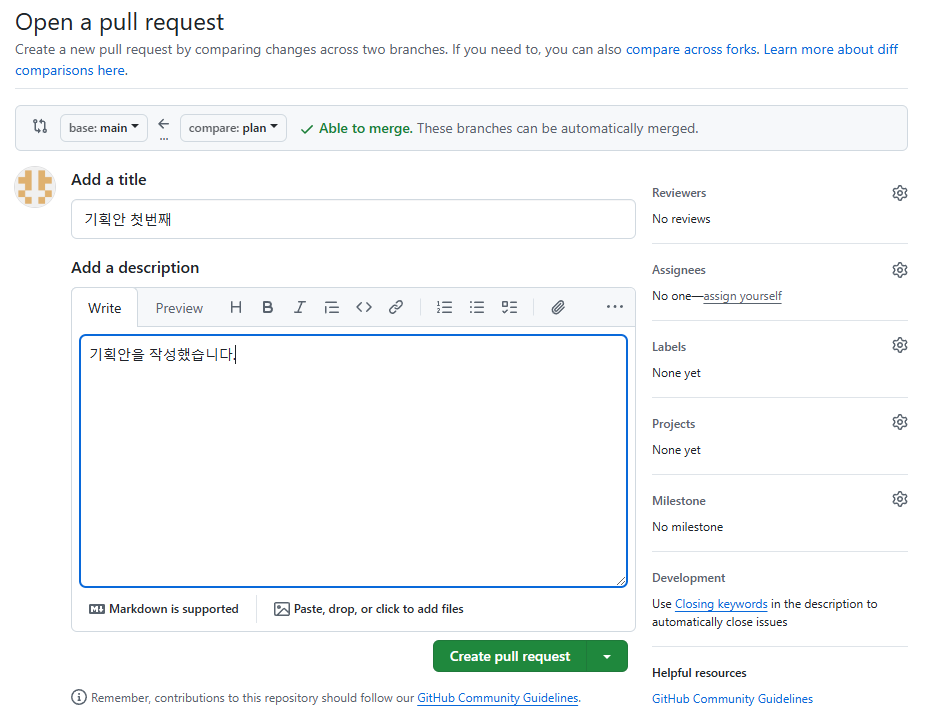 Open a pull request
Create a new pull request by comparing changes across two branches. If you need to, you can also compare across forks. Learn more about diff
comparisons here.
base: main
compare: plan
...
Able to merge. These branches can be automatically merged.
Add a title
기획안 첫번째
Add a description
Write
Preview
H
B
I
기획안을 작성했습니다.
Markdown is supported
Paste, drop, or click to add files
Create pull request
Remember, contributions to this repository should follow our GitHub Community Guidelines.
Reviewers
No reviews
Assignees
No one—assign yourself
Labels
None yet
Projects
None yet
Milestone
No milestone
Development
Use Closing keywords in the description to
automatically close issues
Helpful resources
GitHub Community Guidelines